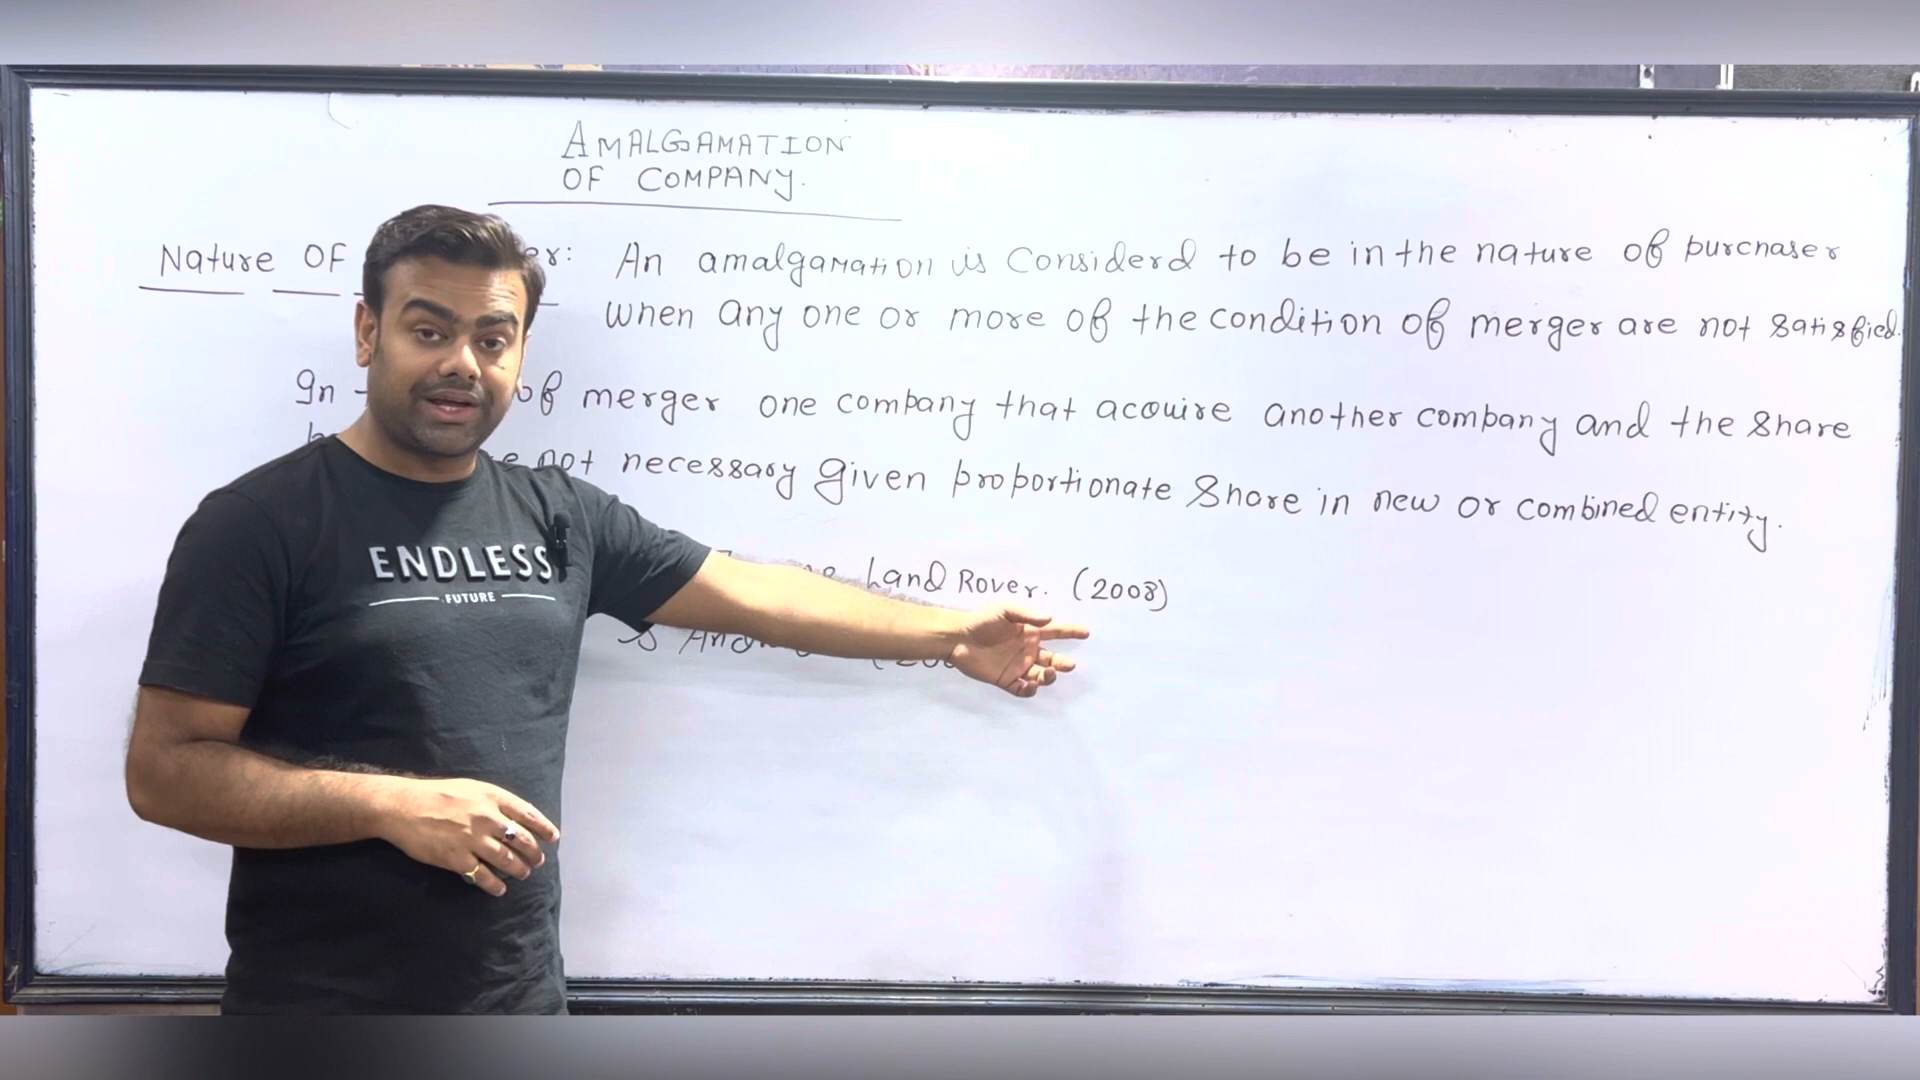 AMALGAMATION
OF COMPANY.
Nature OF er: An amalgamation is Considerd to be in the nature of purchaser
when any one or more of the condition of merger are not satisfied.
In of merger one company that acquire another company and the share
not necessary given proportionate share in new or combined entity.
Land Rover. (2008)
ENDLESS
FUTURE